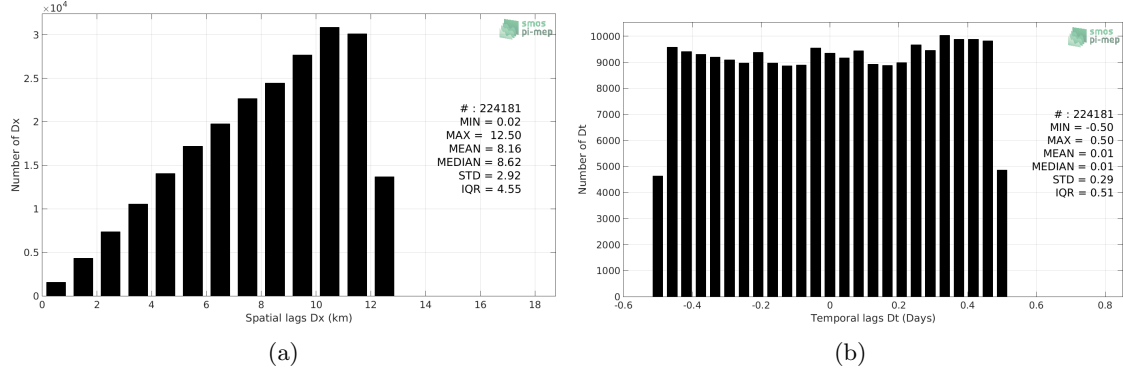 ×10⁴
3
2.5
2
1.5
1
0.5
0
Number of Dx
0 2 4 6 8 10 12 14 16 18
Spatial lags Dx (km)
smos
pi-mep
# : 224181
MIN = 0.02
MAX = 12.50
MEAN = 8.16
MEDIAN = 8.62
STD = 2.92
IQR = 4.55
(a)
10000
9000
8000
7000
6000
5000
4000
3000
2000
1000
0
Number of Dt
-0.6 -0.4 -0.2 0 0.2 0.4 0.6 0.8
Temporal lags Dt (Days)
smos
pi-mep
# : 224181
MIN = -0.50
MAX = 0.50
MEAN = 0.01
MEDIAN = 0.01
STD = 0.29
IQR = 0.51
(b)